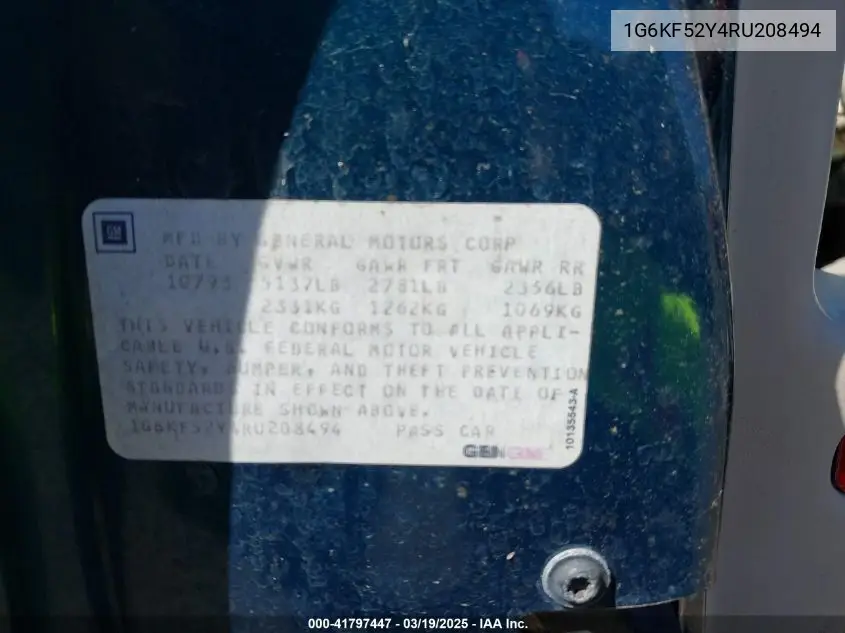 1G6KF52Y4RU208494
GM
MFD BY GENERAL MOTORS CORP
DATE GVWR GAWR FRT GAWR RR
10/93 5137LB 2781LB 2356LB
2331KG 1262KG 1069KG
THIS VEHICLE CONFORMS TO ALL APPLI-
CABLE U.S. FEDERAL MOTOR VEHICLE
SAFETY, BUMPER, AND THEFT PREVENTION
STANDARDS IN EFFECT ON THE DATE OF
MANUFACTURE SHOWN ABOVE.
1G6KF52Y4RU208494 PASS CAR
GEN GM
10135543-A
000-41797447 - 03/19/2025 - IAA Inc.